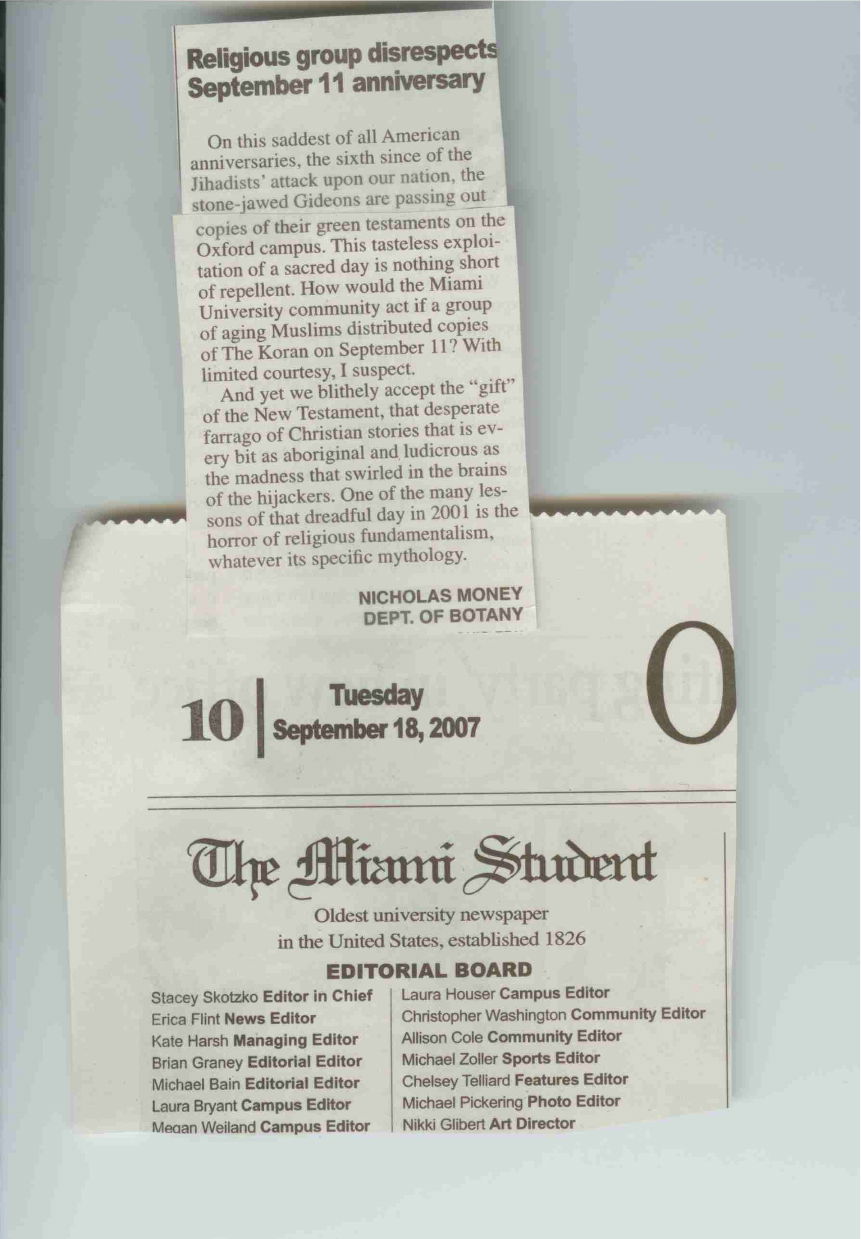 Religious group disrespects
September 11 anniversary
On this saddest of all American
anniversaries, the sixth since of the
Jihadists' attack upon our nation, the
stone-jawed Gideons are passing out
copies of their green testaments on the
Oxford campus. This tasteless exploi-
tation of a sacred day is nothing short
of repellent. How would the Miami
University community act if a group
of aging Muslims distributed copies
of The Koran on September 11? With
limited courtesy, I suspect.
And yet we blithely accept the “gift”
of the New Testament, that desperate
farrago of Christian stories that is ev-
ery bit as aboriginal and ludicrous as
the madness that swirled in the brains
of the hijackers. One of the many les-
sons of that dreadful day in 2001 is the
horror of religious fundamentalism,
whatever its specific mythology.
NICHOLAS MONEY
DEPT. OF BOTANY
10
Tuesday
September 18, 2007
O
The Miami Student
Oldest university newspaper
in the United States, established 1826
EDITORIAL BOARD
Stacey Skotzko Editor in Chief
Erica Flint News Editor
Kate Harsh Managing Editor
Brian Graney Editorial Editor
Michael Bain Editorial Editor
Laura Bryant Campus Editor
Megan Weiland Campus Editor
Laura Houser Campus Editor
Christopher Washington Community Editor
Allison Cole Community Editor
Michael Zoller Sports Editor
Chelsey Telliard Features Editor
Michael Pickering Photo Editor
Nikki Glibert Art Director